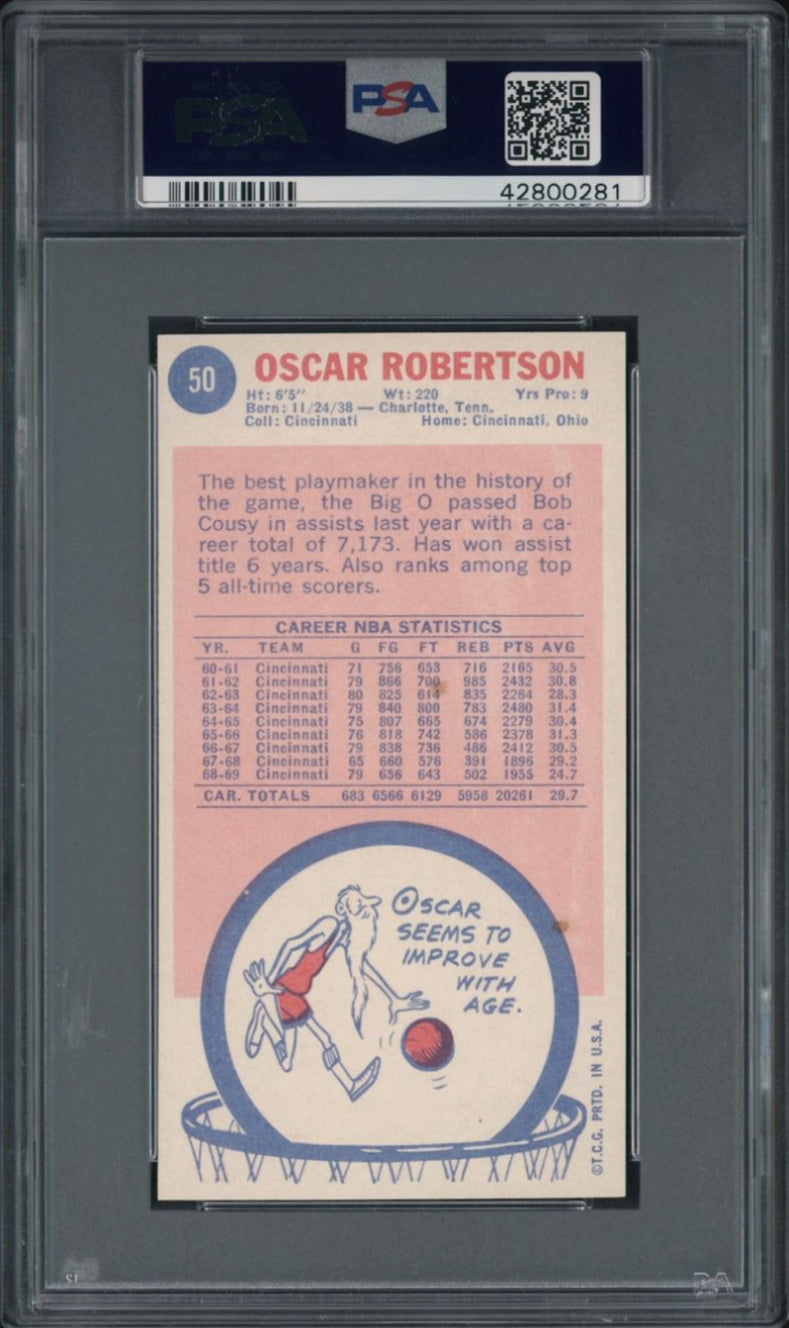 PSA
PSA
42800281
50
OSCAR ROBERTSON
Ht: 6'5" Wt: 220 Yrs Pro: 9
Born: 11/24/38 — Charlotte, Tenn.
Coll: Cincinnati Home: Cincinnati, Ohio
The best playmaker in the history of
the game, the Big O passed Bob
Cousy in assists last year with a ca-
reer total of 7,173. Has won assist
title 6 years. Also ranks among top
5 all-time scorers.
CAREER NBA STATISTICS
YR. TEAM G FG FT REB PTS AVG
60-61 Cincinnati 71 756 653 716 2165 30.5
61-62 Cincinnati 79 866 700 985 2432 30.8
62-63 Cincinnati 80 825 614 835 2264 28.3
63-64 Cincinnati 79 840 800 783 2480 31.4
64-65 Cincinnati 75 807 665 674 2279 30.4
65-66 Cincinnati 76 818 742 586 2378 31.3
66-67 Cincinnati 79 838 736 486 2412 30.5
67-68 Cincinnati 65 660 576 391 1896 29.2
68-69 Cincinnati 79 656 643 502 1955 24.7
CAR. TOTALS 683 6566 6129 5958 20261 29.7
OSCAR
SEEMS TO
IMPROVE
WITH
AGE.
©T.C.G. PRTD. IN U.S.A.